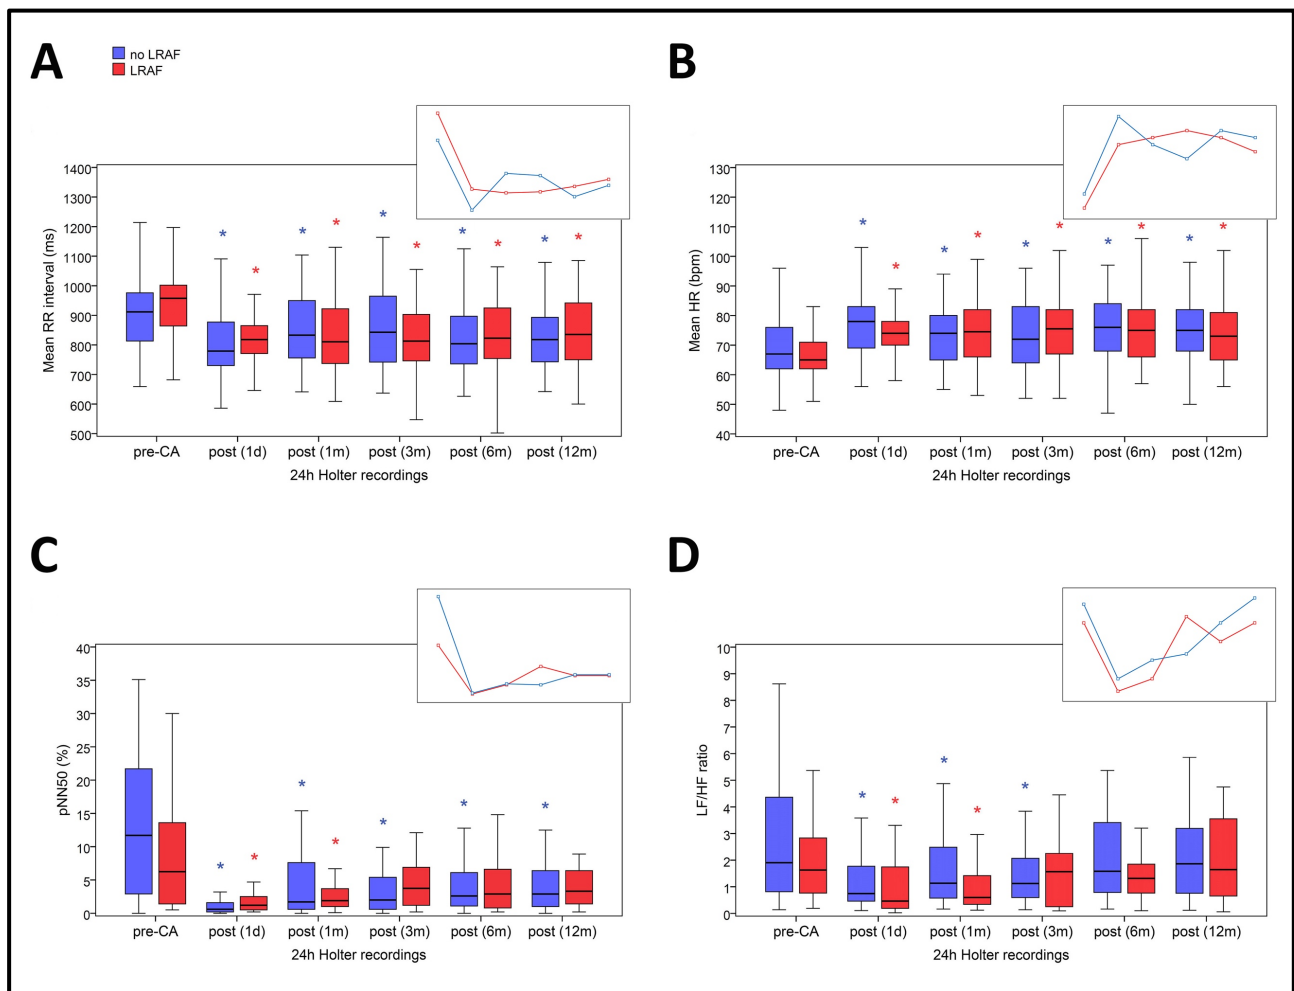 A
no LRAF
LRAF
Mean RR interval (ms)
1400
1300
1200
1100
1000
900
800
700
600
500
* * * * * * * * * *
pre-CA post (1d) post (1m) post (3m) post (6m) post (12m)
24h Holter recordings
B
Mean HR (bpm)
130
120
110
100
90
80
70
60
50
40
* * * * * * * * * *
pre-CA post (1d) post (1m) post (3m) post (6m) post (12m)
24h Holter recordings
C
pNN50 (%)
40
35
30
25
20
15
10
5
0
* * * * * * *
pre-CA post (1d) post (1m) post (3m) post (6m) post (12m)
24h Holter recordings
D
LF/HF ratio
10
9
8
7
6
5
4
3
2
1
0
* * * * *
pre-CA post (1d) post (1m) post (3m) post (6m) post (12m)
24h Holter recordings